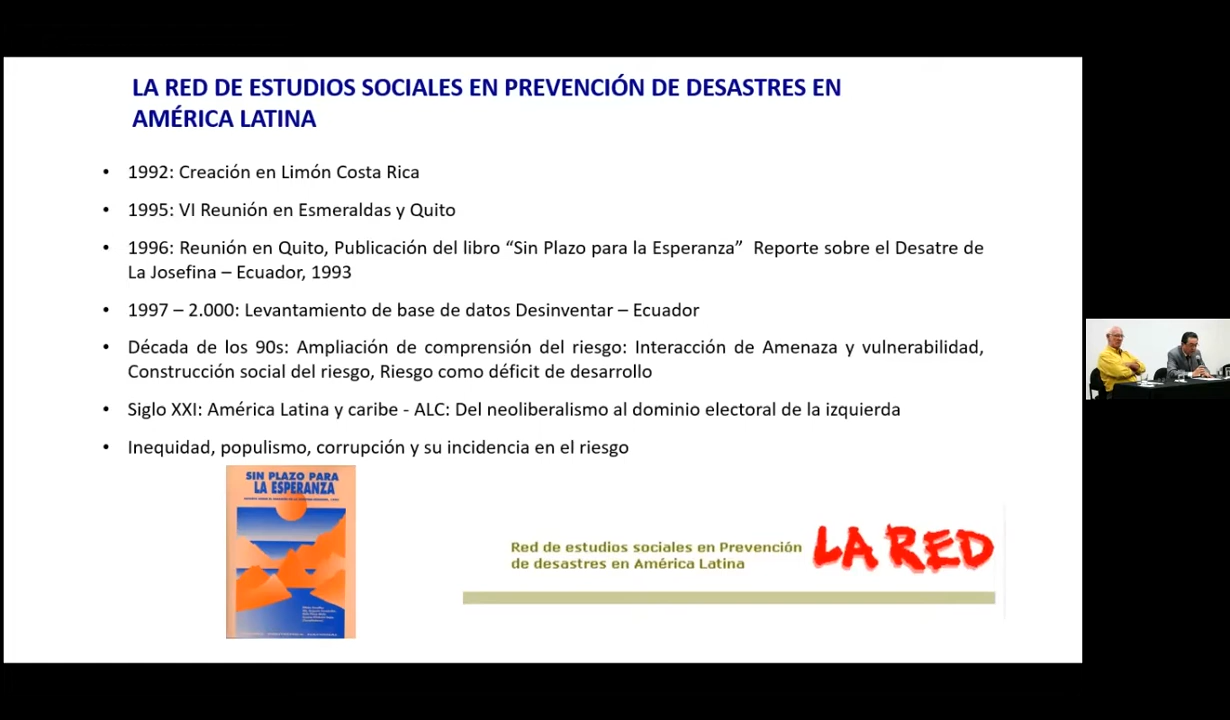 LA RED DE ESTUDIOS SOCIALES EN PREVENCIÓN DE DESASTRES EN
AMÉRICA LATINA
• 1992: Creación en Limón Costa Rica
• 1995: VI Reunión en Esmeraldas y Quito
• 1996: Reunión en Quito, Publicación del libro “Sin Plazo para la Esperanza” Reporte sobre el Desatre de
La Josefina – Ecuador, 1993
• 1997 – 2.000: Levantamiento de base de datos Desinventar – Ecuador
• Década de los 90s: Ampliación de comprensión del riesgo: Interacción de Amenaza y vulnerabilidad,
Construcción social del riesgo, Riesgo como déficit de desarrollo
• Siglo XXI: América Latina y caribe - ALC: Del neoliberalismo al dominio electoral de la izquierda
• Inequidad, populismo, corrupción y su incidencia en el riesgo
SIN PLAZO PARA
LA ESPERANZA
Red de estudios sociales en Prevención
de desastres en América Latina
LA RED